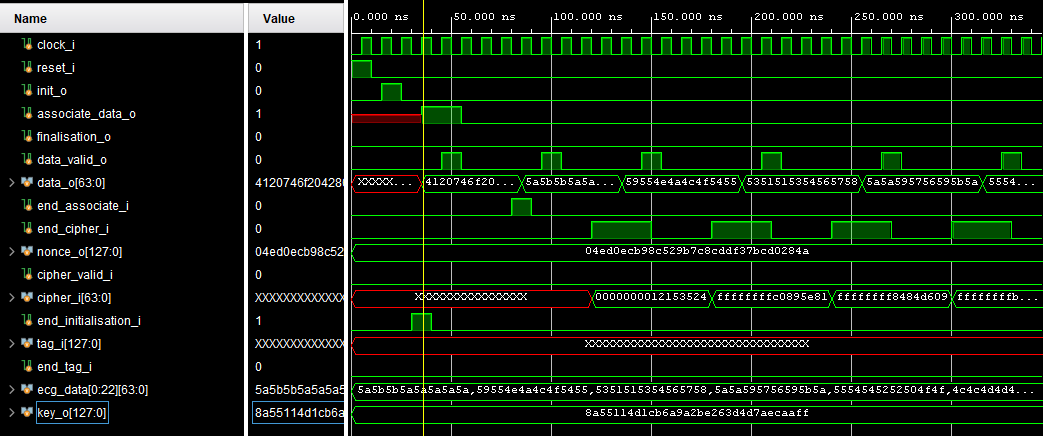 Name Value 0.000 ns 50.000 ns 100.000 ns 150.000 ns 200.000 ns 250.000 ns 300.000 ns
clock_i 1
reset_i 0
init_o 0
associate_data_o 1
finalisation_o 0
data_valid_o 0
data_o[63:0] 4120746f204280 XXXXX... 4120746f20... 5a5b5b5a5a... 59554e4a4c4f5455 5351515354565758 5a5a595756595b5a 5554...
end_associate_i 0
end_cipher_i 0
nonce_o[127:0] 04ed0ecb98c529 04ed0ecb98c529b7c8cddf37bcd0284a
cipher_valid_i 0
cipher_i[63:0] XXXXXXXXXXXXX XXXXXXXXXXXXXXXX 0000000012153524 ffffffffc0895e81 ffffffff8484d609 ffffffffb...
end_initialisation_i 1
tag_i[127:0] XXXXXXXXXXXXX XXXXXXXXXXXXXXXXXXXXXXXXXXXXXXXX
end_tag_i 0
ecg_data[0:22][63:0] 5a5b5b5a5a5a5 5a5b5b5a5a5a5a5a,59554e4a4c4f5455,5351515354565758,5a5a595756595b5a,5554545252504f4f,4c4c4d4d4...
key_o[127:0] 8a55114d1cb6a 8a55114d1cb6a9a2be263d4d7aecaaff